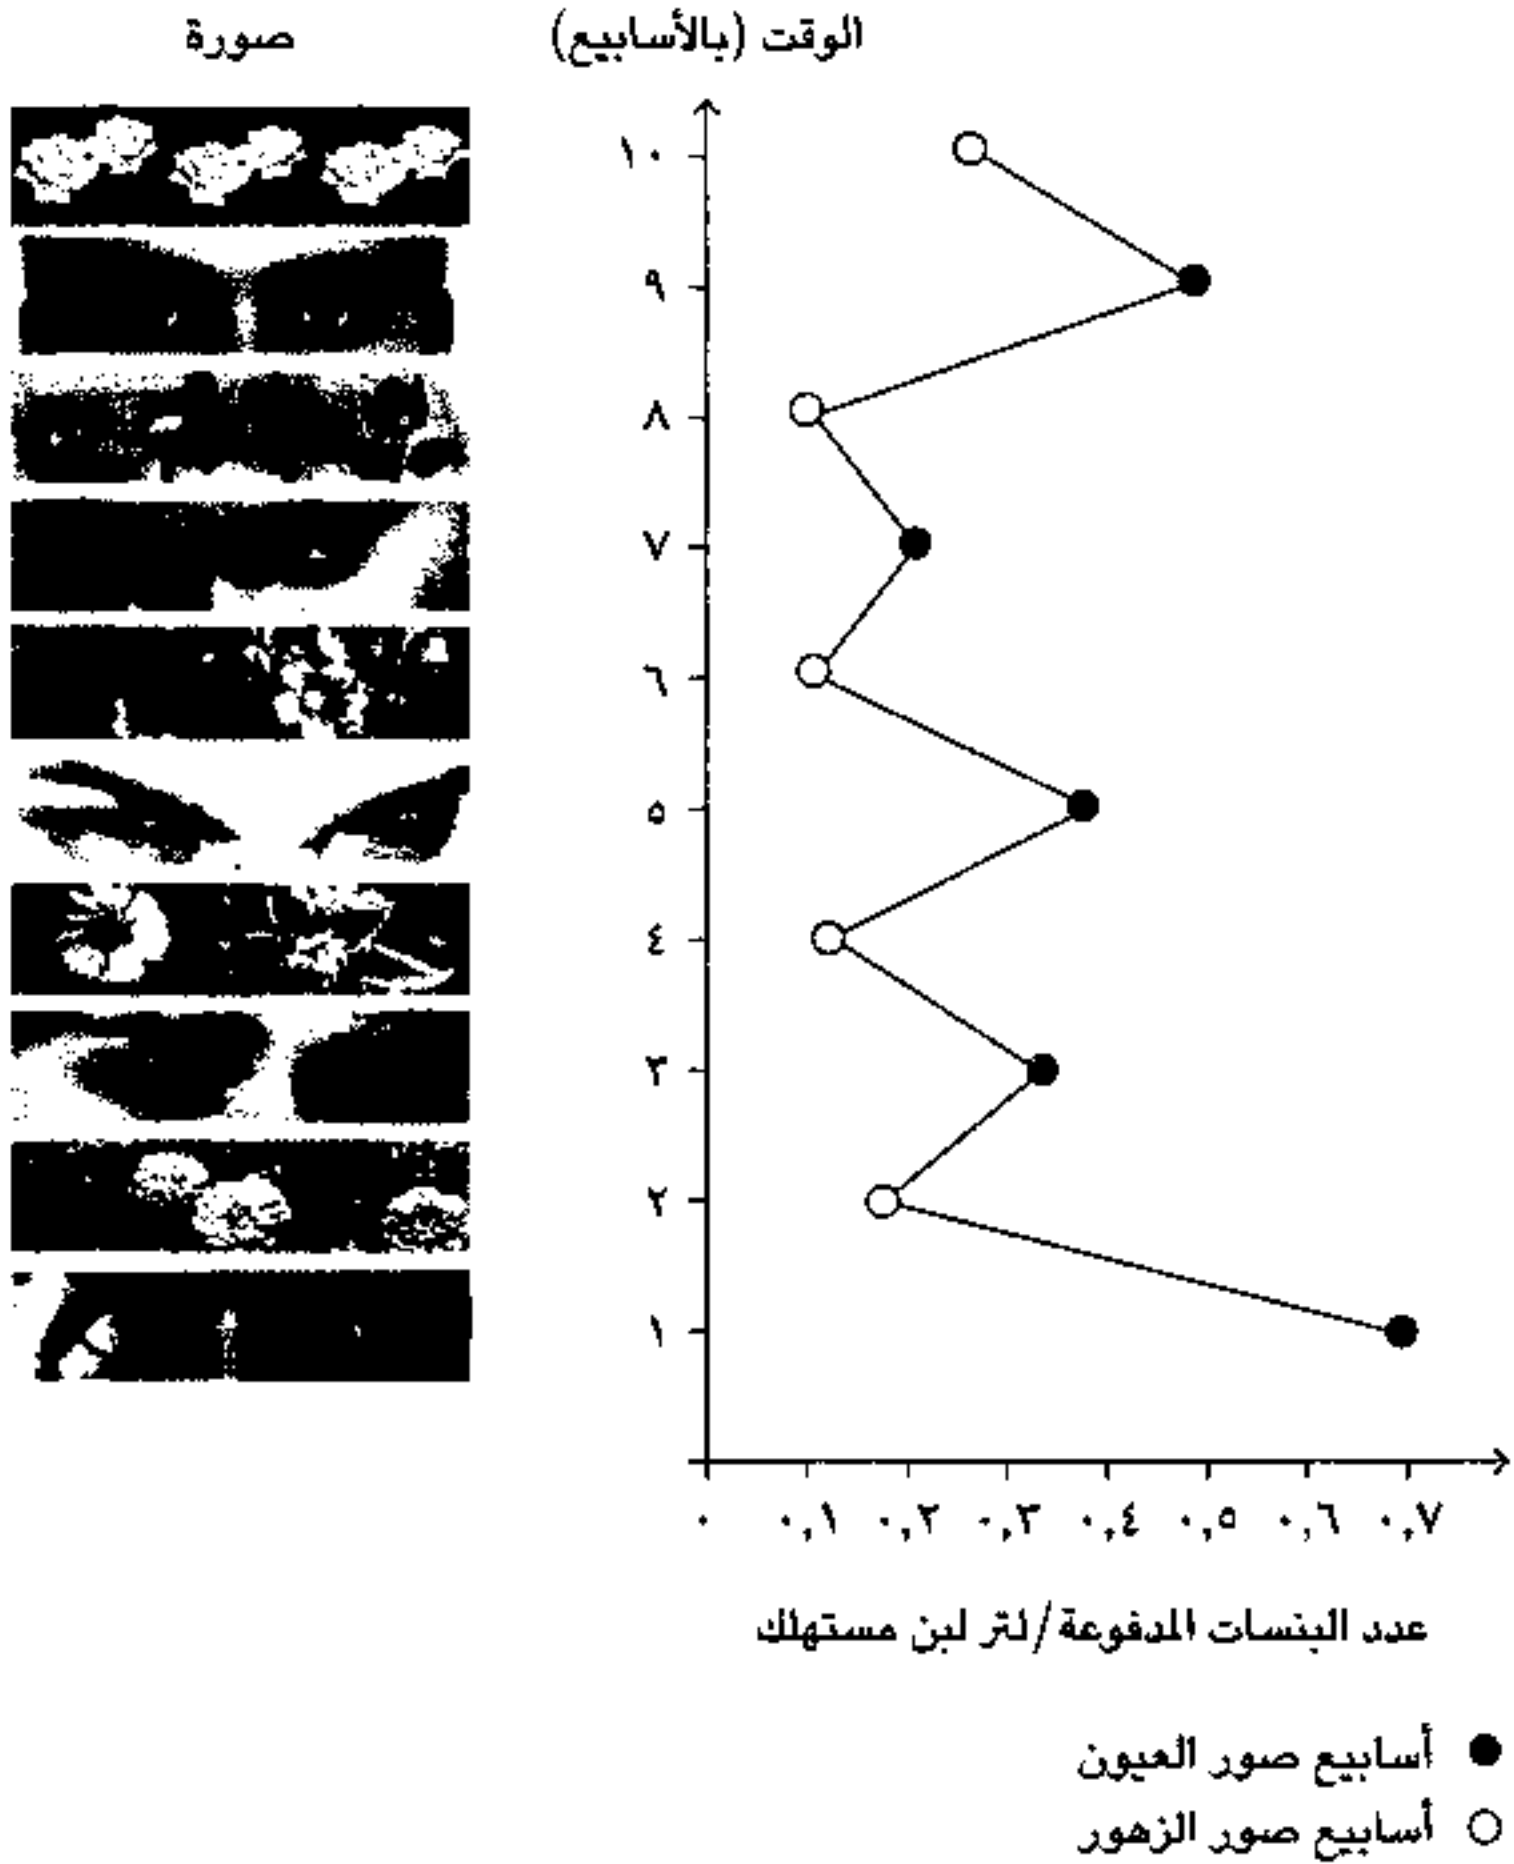 صورة
الوقت (بالأسابيع)
١٠
٩
٨
٧
٦
٥
٤
٣
٢
١
٠ ٠,١ ٠,٢ ٠,٣ ٠,٤ ٠,٥ ٠,٦ ٠,٧
عدد البنسات المدفوعة/لتر لبن مستهلك
أسابيع صور العيون
أسابيع صور الزهور